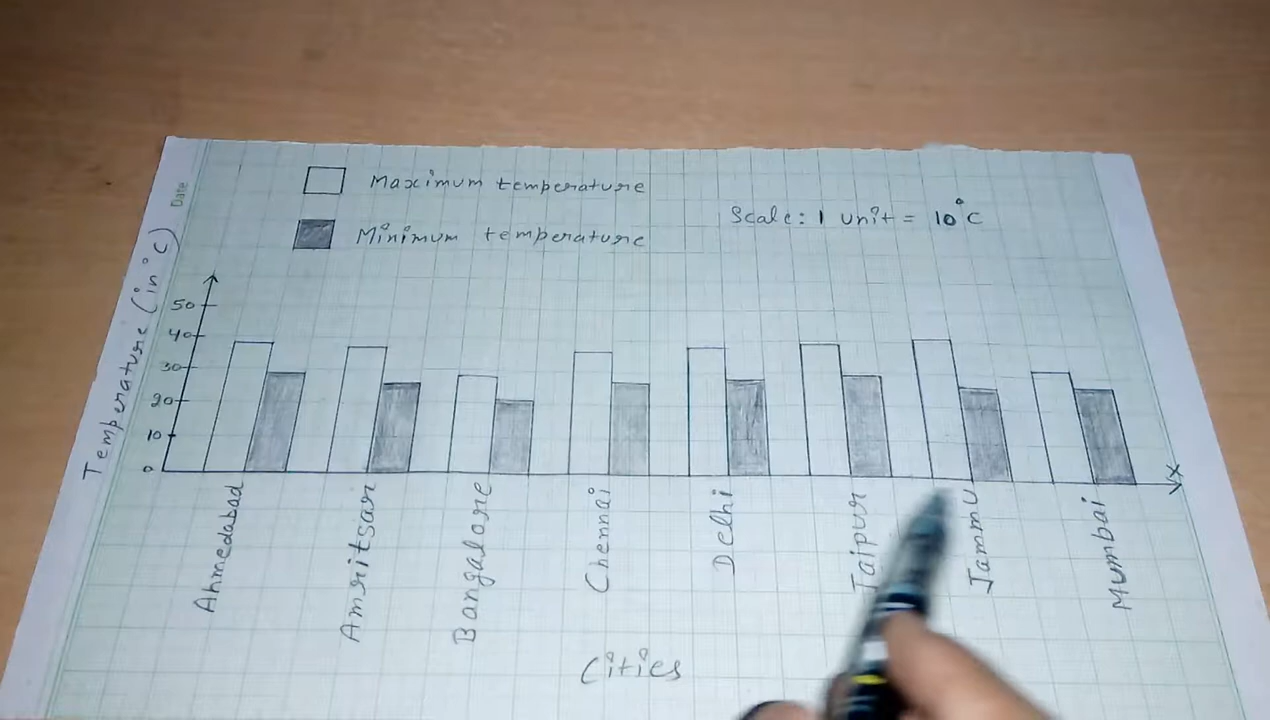 Date
Maximum temperature
Minimum temperature
Scale: 1 unit = 10°C
Temperature (in °C)
50
40
30
20
10
0
X
Ahmedabad
Amritsar
Bangalore
Chennai
Delhi
Jaipur
Jammu
Mumbai
Cities